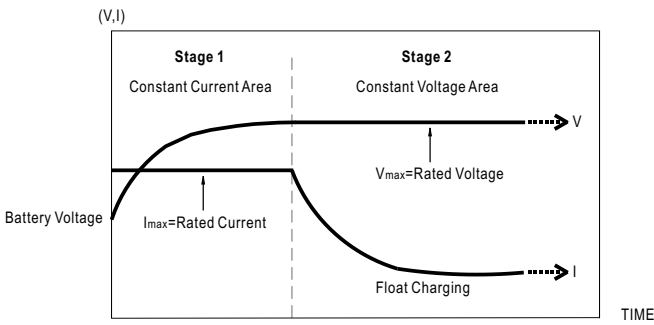 (V,I)
Stage 1
Stage 2
Constant Current Area
Constant Voltage Area
V
Vmax=Rated Voltage
Battery Voltage
Imax=Rated Current
I
Float Charging
TIME